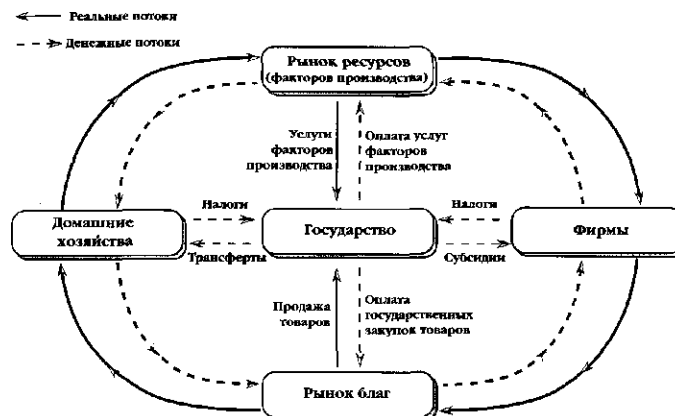 Реальные потоки
Денежные потоки
Рынок ресурсов
(факторов производства)
Услуги
факторов
производства
Оплата услуг
факторов
производства
Налоги
Налоги
Домашние
хозяйства
Государство
Фирмы
Трансферты
Субсидии
Продажа
товаров
Оплата
государственных
закупок товаров
Рынок благ